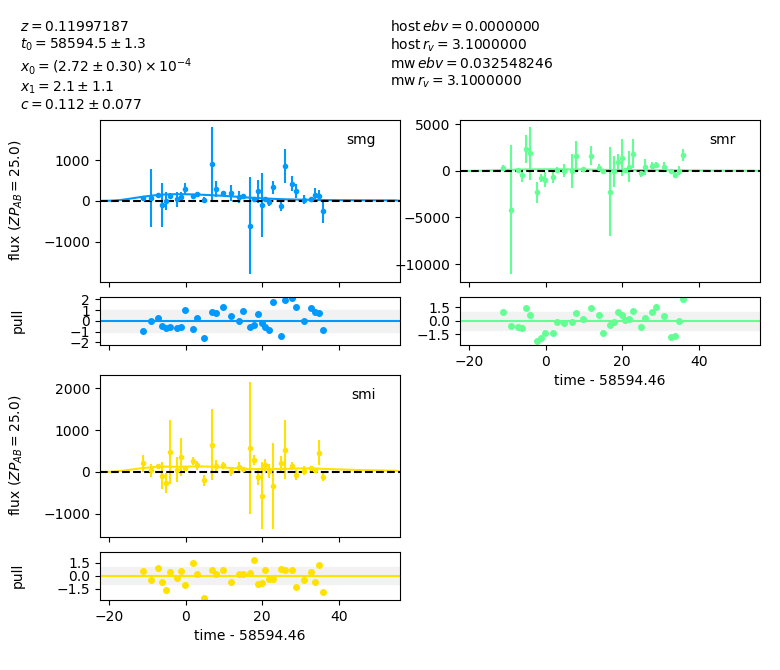 z = 0.11997187
t₀ = 58594.5 ± 1.3
x₀ = (2.72 ± 0.30) × 10⁻⁴
x₁ = 2.1 ± 1.1
c = 0.112 ± 0.077
host ebv = 0.0000000
host r_v = 3.1000000
mw ebv = 0.032548246
mw r_v = 3.1000000
smg
flux (ZP_AB = 25.0)
1000
0
−1000
smr
5000
0
−5000
−10000
pull
2
1
0
−1
−2
1.5
0.0
−1.5
−20 0 20 40
time - 58594.46
smi
flux (ZP_AB = 25.0)
2000
1000
0
−1000
pull
1.5
0.0
−1.5
−20 0 20 40
time - 58594.46